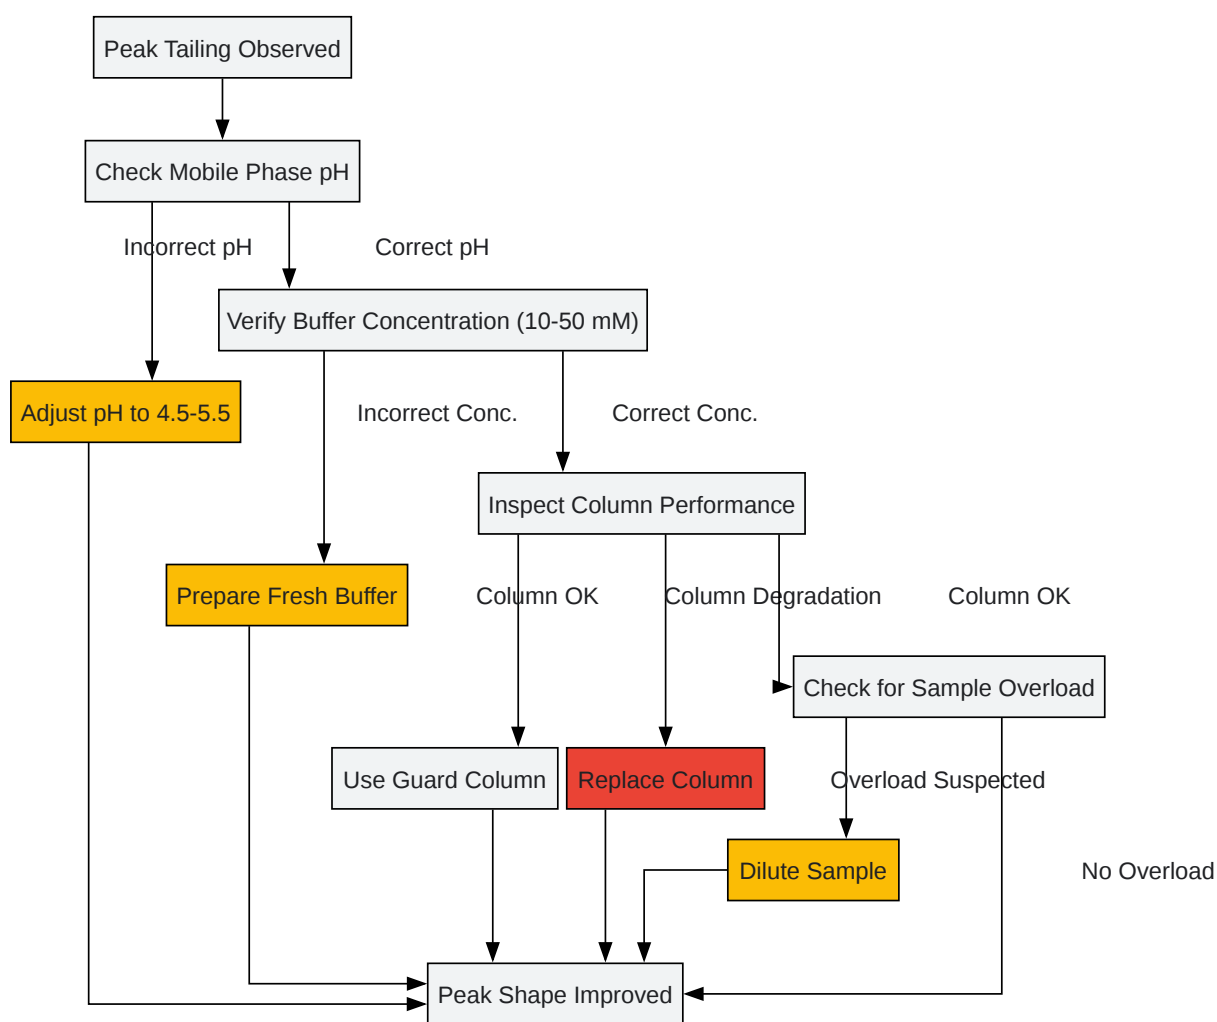 Peak Tailing Observed
Check Mobile Phase pH
Incorrect pH
Correct pH
Verify Buffer Concentration (10-50 mM)
Adjust pH to 4.5-5.5
Incorrect Conc.
Correct Conc.
Inspect Column Performance
Prepare Fresh Buffer
Column OK
Column Degradation
Column OK
Check for Sample Overload
Use Guard Column
Replace Column
Overload Suspected
Dilute Sample
No Overload
Peak Shape Improved